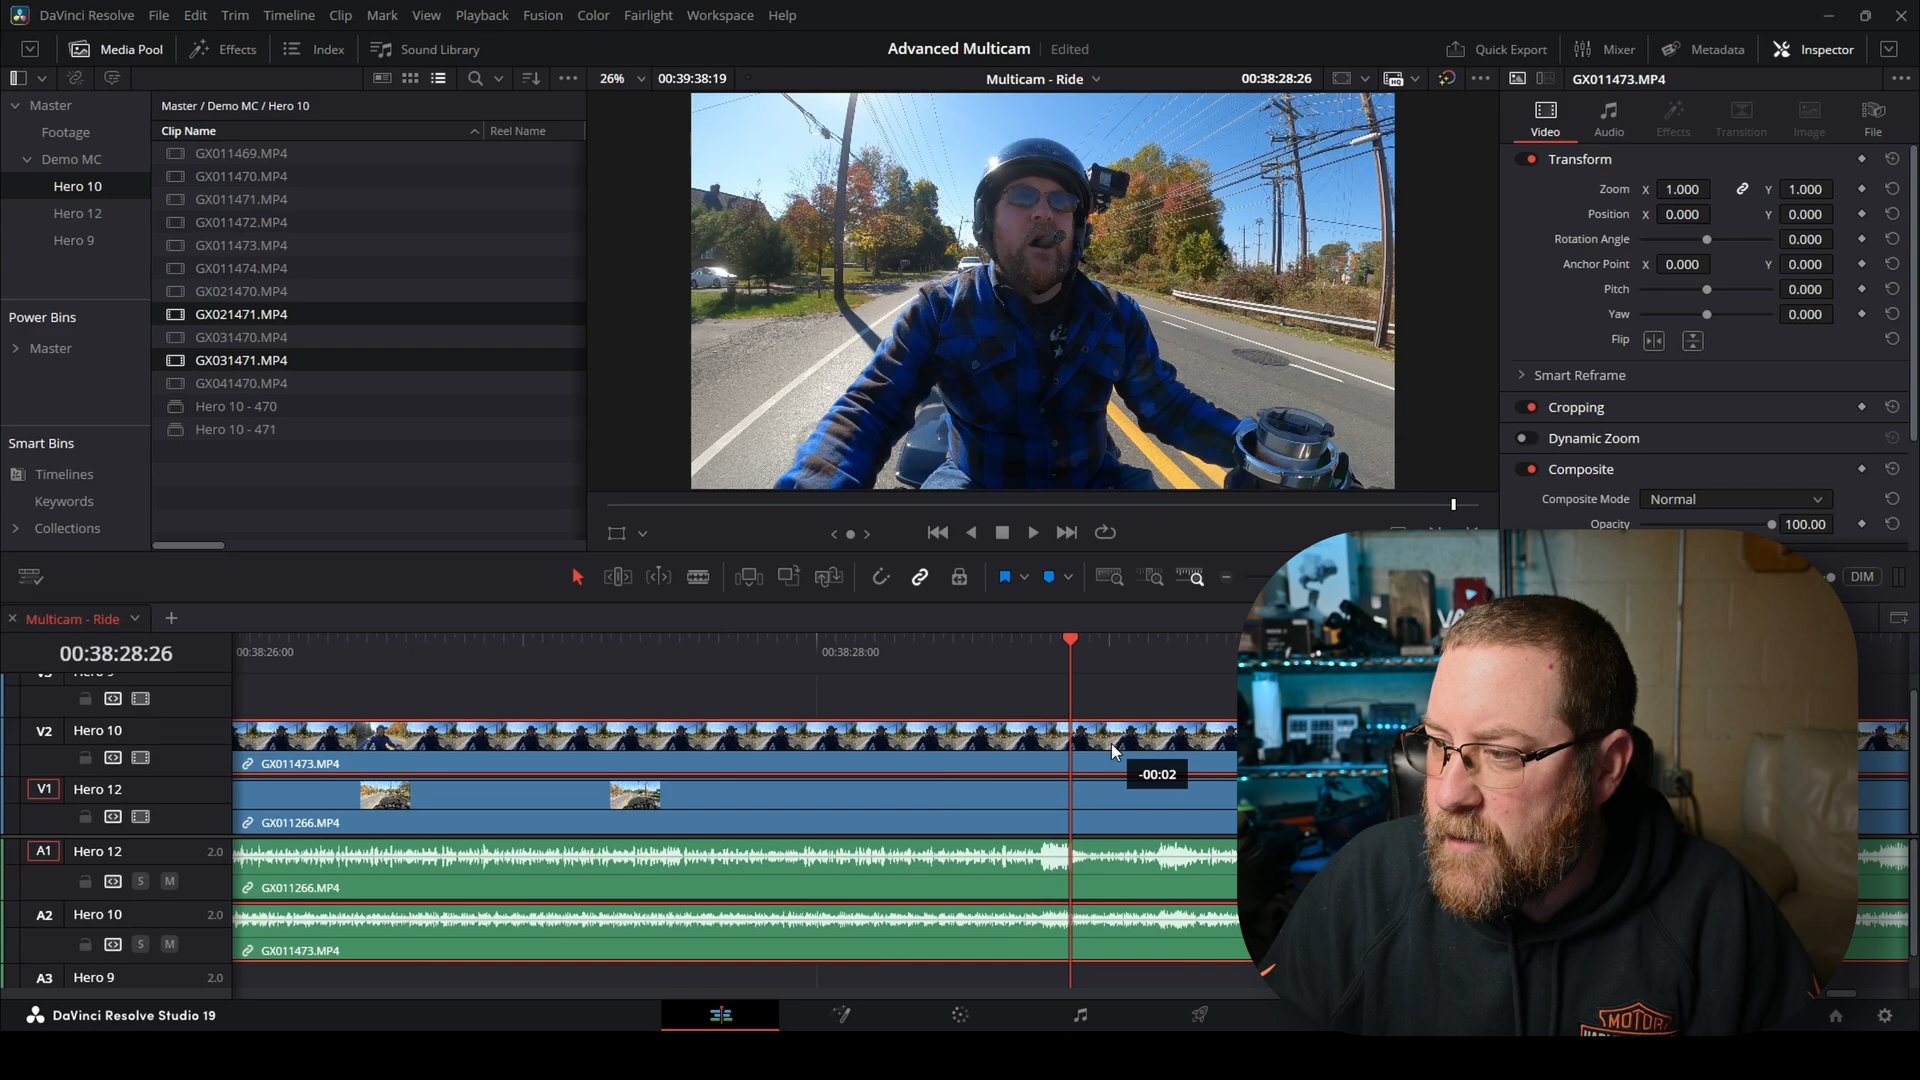 DaVinci Resolve File Edit Trim Timeline Clip Mark View Playback Fusion Color Fairlight Workspace Help
Media Pool Effects Index Sound Library Advanced Multicam Edited Quick Export Mixer Metadata Inspector
26% 00:39:38:19 Multicam - Ride 00:38:28:26 GX011473.MP4
Master
Footage
Demo MC
Hero 10
Hero 12
Hero 9
Power Bins
Master
Smart Bins
Timelines
Keywords
Collections
Master / Demo MC / Hero 10
Clip Name Reel Name
GX011469.MP4
GX011470.MP4
GX011471.MP4
GX011472.MP4
GX011473.MP4
GX011474.MP4
GX021470.MP4
GX021471.MP4
GX031470.MP4
GX031471.MP4
GX041470.MP4
Hero 10 - 470
Hero 10 - 471
Video Audio Effects Transition Image File
Transform
Zoom X 1.000 Y 1.000
Position X 0.000 Y 0.000
Rotation Angle 0.000
Anchor Point X 0.000 Y 0.000
Pitch 0.000
Yaw 0.000
Flip
Smart Reframe
Cropping
Dynamic Zoom
Composite
Composite Mode Normal
Opacity 100.00
DIM
Multicam - Ride
00:38:28:26 00:38:26:00 00:38:28:00
V2 Hero 10
GX011473.MP4
-00:02
V1 Hero 12
GX011266.MP4
A1 Hero 12 2.0
S M
GX011266.MP4
A2 Hero 10 2.0
S M
GX011473.MP4
A3 Hero 9 2.0
DaVinci Resolve Studio 19
MOTOR